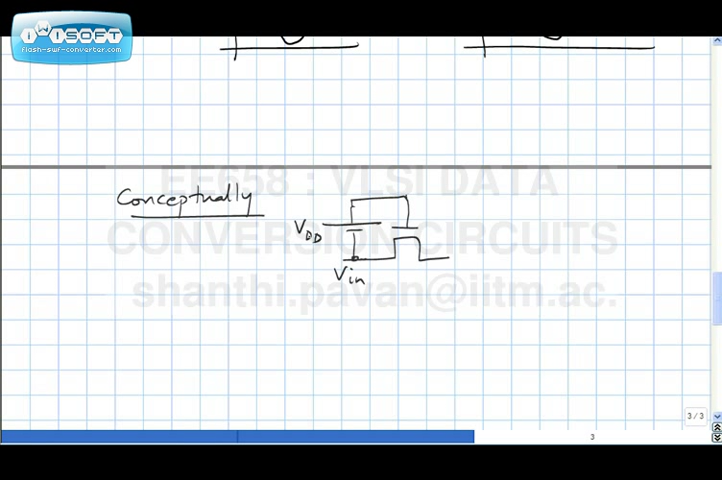 iWiSOFT
flash-swf-converter.com
EE658 : VLSI DATA
CONVERSION CIRCUITS
shanthi.pavan@iitm.ac.
Conceptually
VDD
Vin
3/3
3